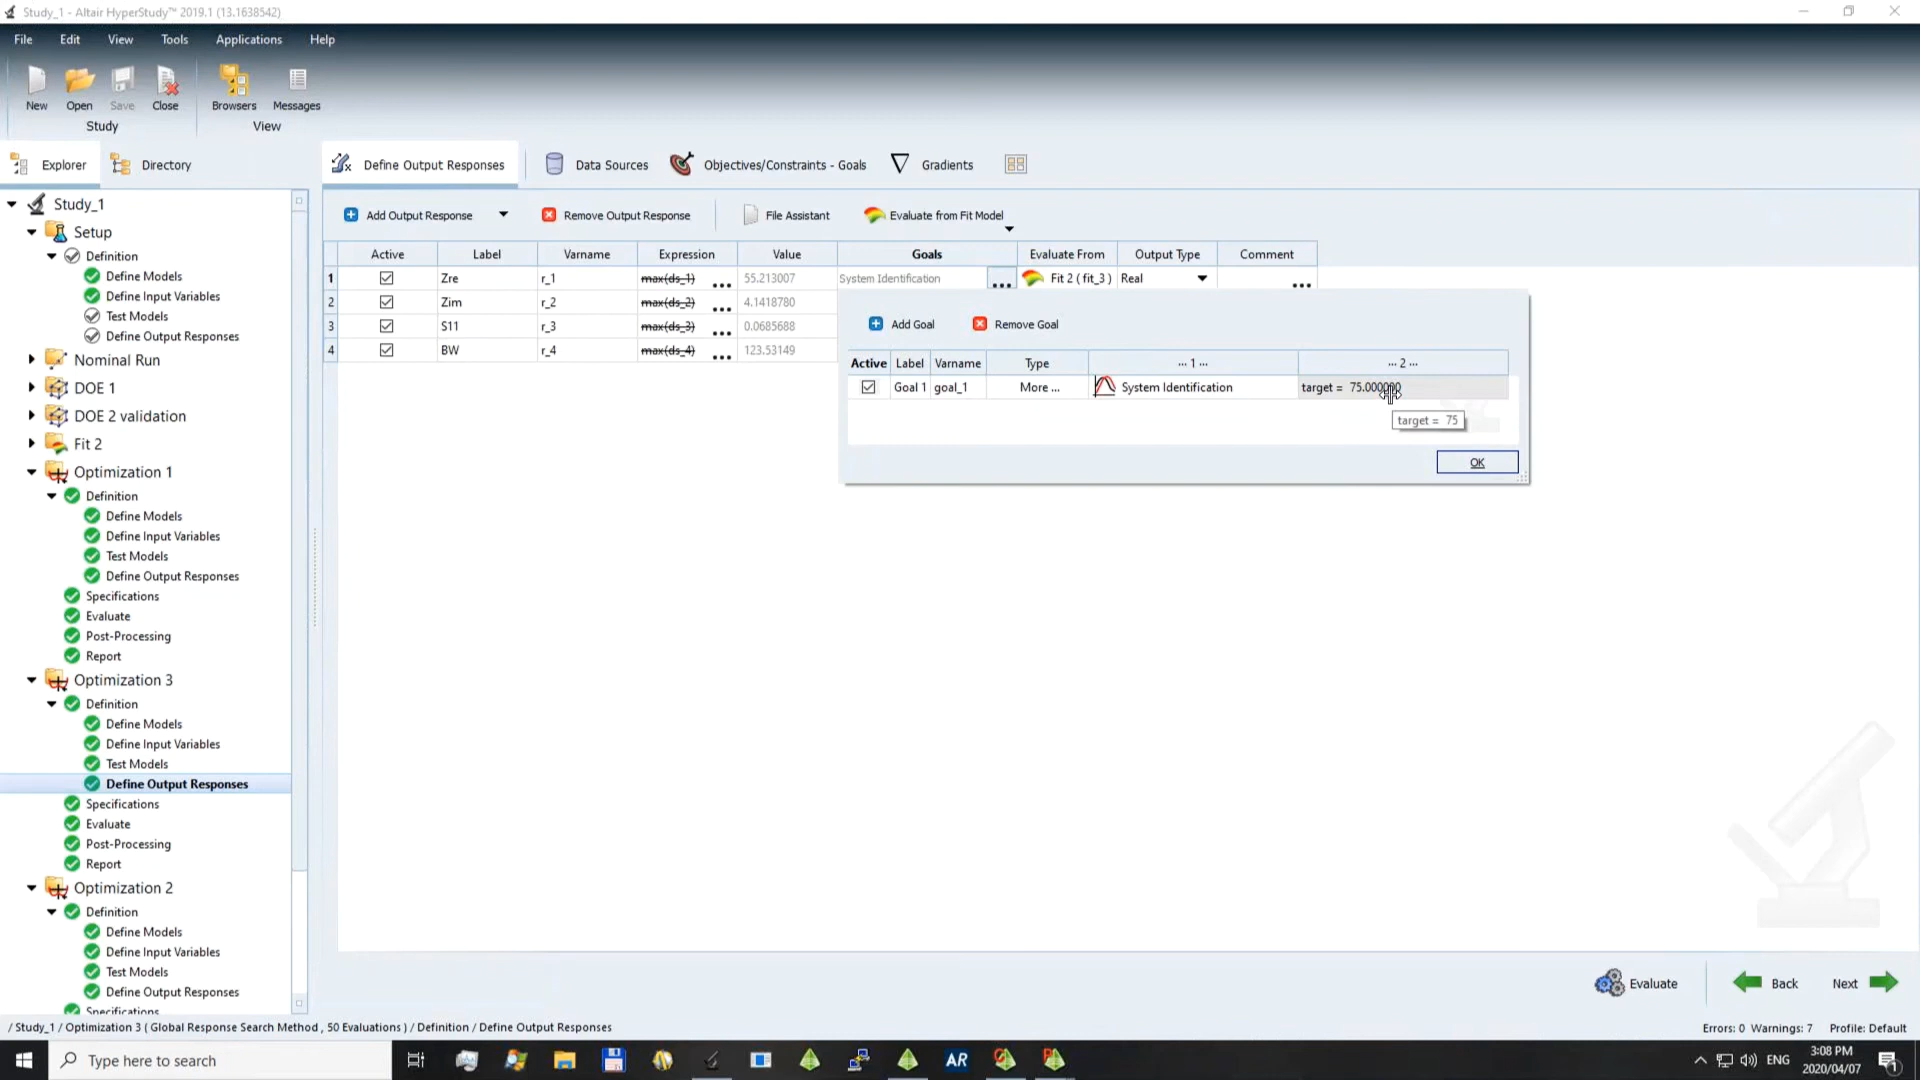 Study_1 - Altair HyperStudy™ 2019.1 (13.1638542)
File Edit View Tools Applications Help
New Open Save Close Browsers Messages
Study View
Explorer Directory
Define Output Responses Data Sources Objectives/Constraints - Goals Gradients
Add Output Response Remove Output Response File Assistant Evaluate from Fit Model
Active Label Varname Expression Value Goals Evaluate From Output Type Comment
1 Zre r_1 max(ds_1) ... 55.213007 System Identification ... Fit 2 ( fit_3 ) Real ...
2 Zim r_2 max(ds_2) ... 4.1418780
3 S11 r_3 max(ds_3) ... 0.0685688
4 BW r_4 max(ds_4) ... 123.53149
Add Goal Remove Goal
Active Label Varname Type ... 1 ... ... 2 ...
Goal 1 goal_1 More ... System Identification target = 75.000000
target = 75
OK
Study_1
Setup
Definition
Define Models
Define Input Variables
Test Models
Define Output Responses
Nominal Run
DOE 1
DOE 2 validation
Fit 2
Optimization 1
Definition
Define Models
Define Input Variables
Test Models
Define Output Responses
Specifications
Evaluate
Post-Processing
Report
Optimization 3
Definition
Define Models
Define Input Variables
Test Models
Define Output Responses
Specifications
Evaluate
Post-Processing
Report
Optimization 2
Definition
Define Models
Define Input Variables
Test Models
Define Output Responses
Specifications
Evaluate Back Next
/ Study_1 / Optimization 3 ( Global Response Search Method , 50 Evaluations ) / Definition / Define Output Responses
Errors: 0 Warnings: 7 Profile: Default
Type here to search
AR
ENG
3:08 PM
2020/04/07
1